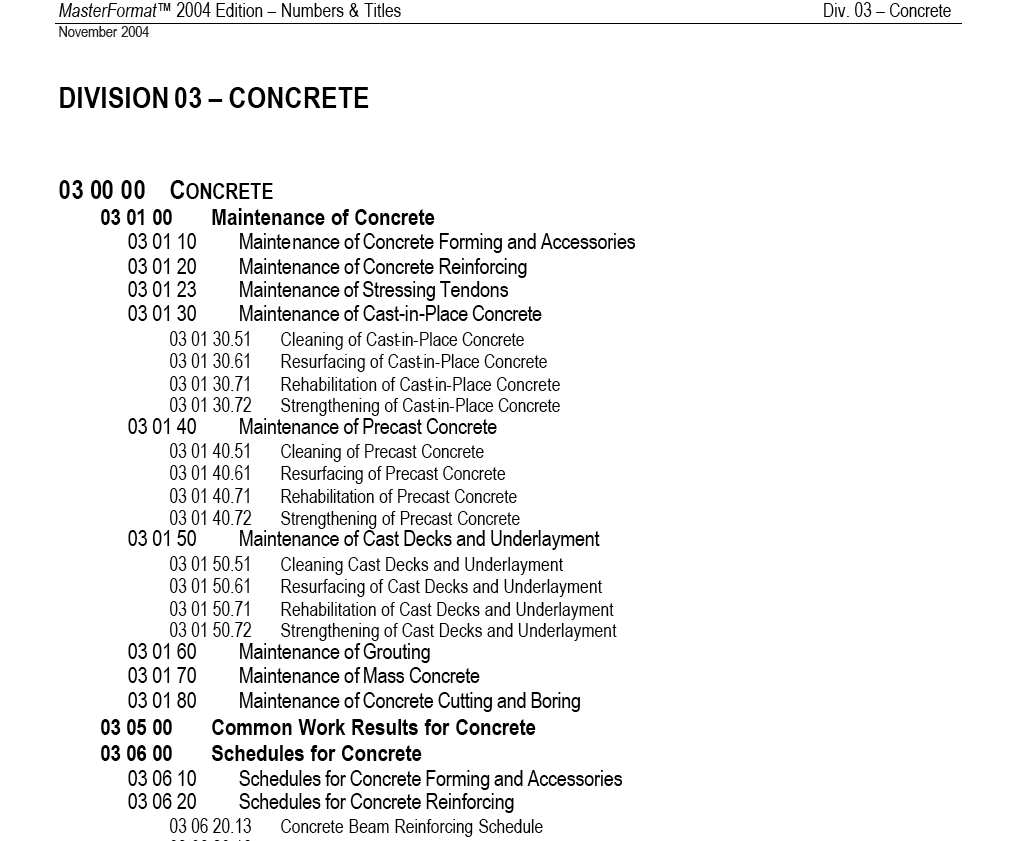 MasterFormat™ 2004 Edition – Numbers & Titles Div. 03 – Concrete
November 2004
DIVISION 03 – CONCRETE
03 00 00 CONCRETE
03 01 00 Maintenance of Concrete
03 01 10 Maintenance of Concrete Forming and Accessories
03 01 20 Maintenance of Concrete Reinforcing
03 01 23 Maintenance of Stressing Tendons
03 01 30 Maintenance of Cast-in-Place Concrete
03 01 30.51 Cleaning of Cast-in-Place Concrete
03 01 30.61 Resurfacing of Cast-in-Place Concrete
03 01 30.71 Rehabilitation of Cast-in-Place Concrete
03 01 30.72 Strengthening of Cast-in-Place Concrete
03 01 40 Maintenance of Precast Concrete
03 01 40.51 Cleaning of Precast Concrete
03 01 40.61 Resurfacing of Precast Concrete
03 01 40.71 Rehabilitation of Precast Concrete
03 01 40.72 Strengthening of Precast Concrete
03 01 50 Maintenance of Cast Decks and Underlayment
03 01 50.51 Cleaning Cast Decks and Underlayment
03 01 50.61 Resurfacing of Cast Decks and Underlayment
03 01 50.71 Rehabilitation of Cast Decks and Underlayment
03 01 50.72 Strengthening of Cast Decks and Underlayment
03 01 60 Maintenance of Grouting
03 01 70 Maintenance of Mass Concrete
03 01 80 Maintenance of Concrete Cutting and Boring
03 05 00 Common Work Results for Concrete
03 06 00 Schedules for Concrete
03 06 10 Schedules for Concrete Forming and Accessories
03 06 20 Schedules for Concrete Reinforcing
03 06 20.13 Concrete Beam Reinforcing Schedule